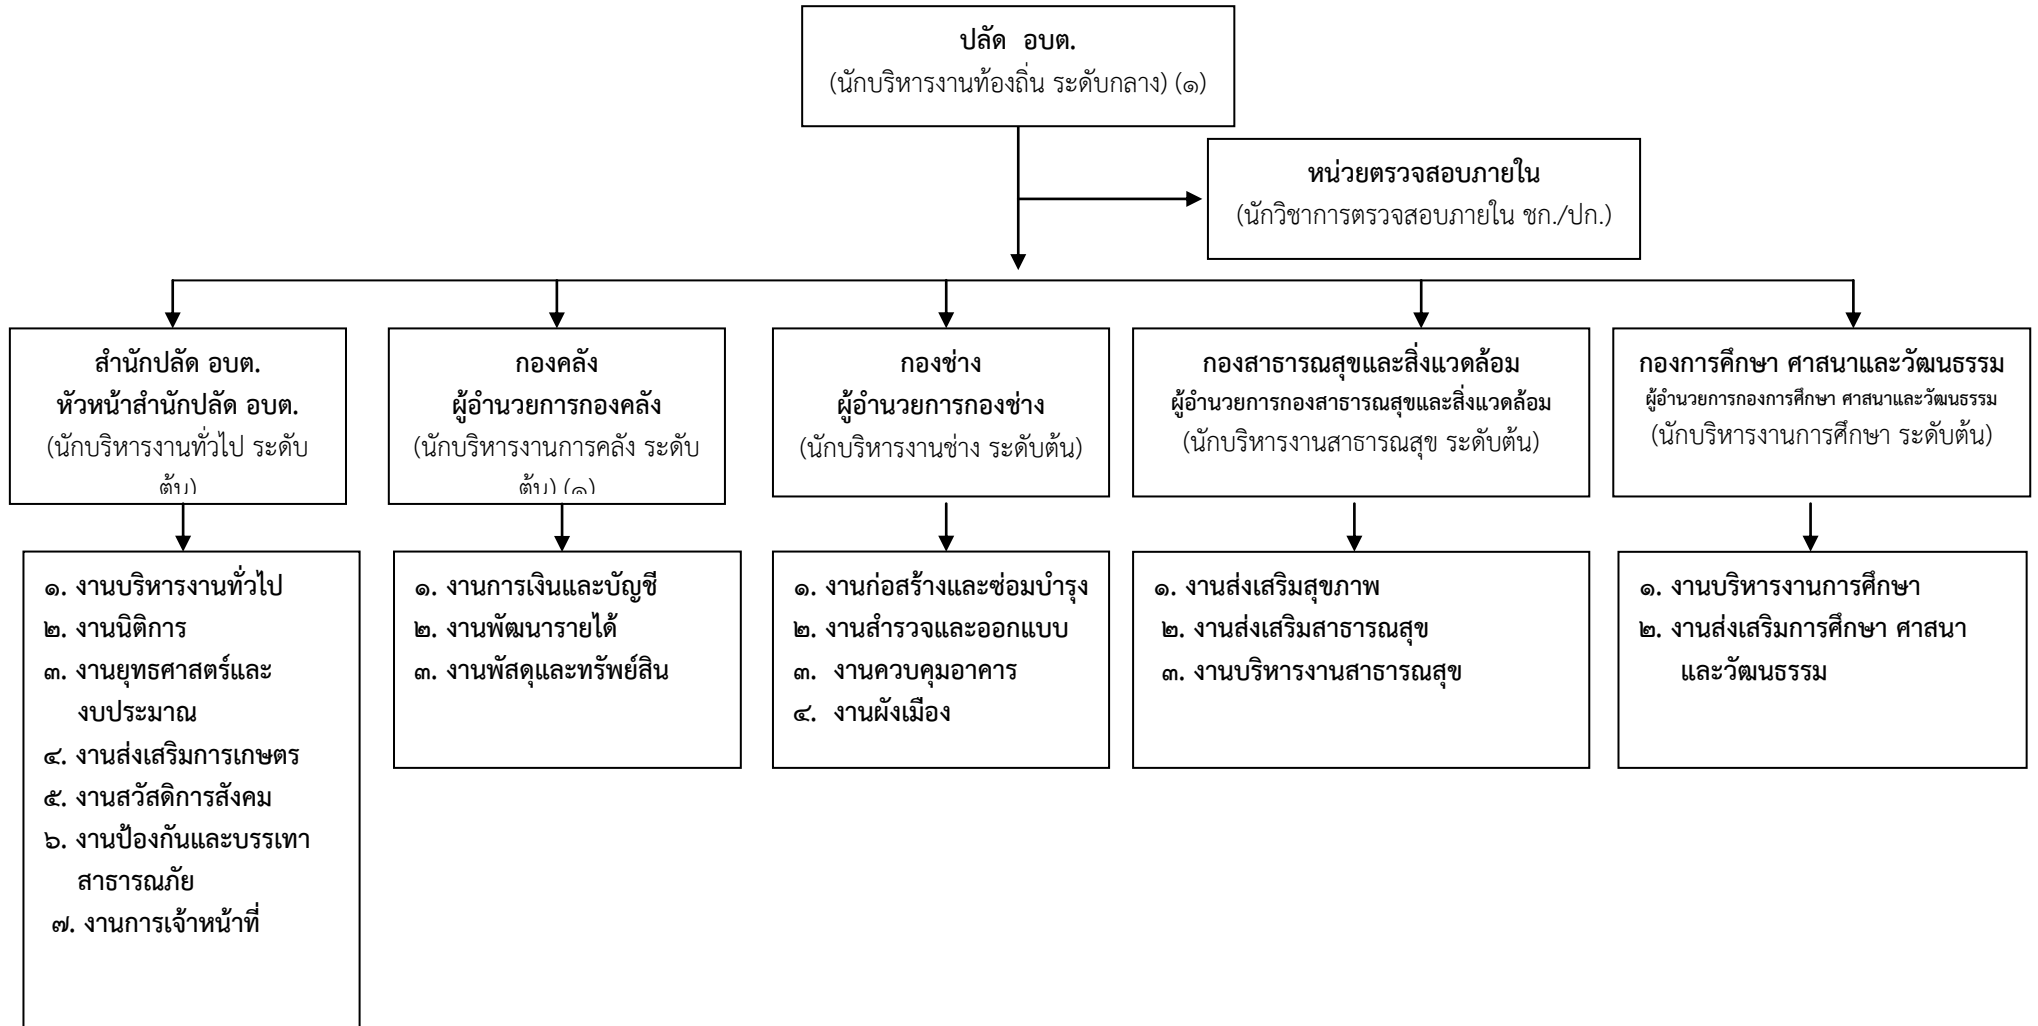 ปลัด  อบต.
(นักบริหารงานท้องถิ่น ระดับกลาง) (๑)
หน่วยตรวจสอบภายใน
(นักวิชาการตรวจสอบภายใน ชก./ปก.)
สำนักปลัด อบต.
หัวหน้าสำนักปลัด อบต.
(นักบริหารงานทั่วไป ระดับ
ต้น)
กองคลัง
ผู้อำนวยการกองคลัง
(นักบริหารงานการคลัง ระดับ
ต้น) (๑)
กองช่าง
ผู้อำนวยการกองช่าง
(นักบริหารงานช่าง ระดับต้น)
กองสาธารณสุขและสิ่งแวดล้อม
ผู้อำนวยการกองสาธารณสุขและสิ่งแวดล้อม
(นักบริหารงานสาธารณสุข ระดับต้น)
กองการศึกษา ศาสนาและวัฒนธรรม
ผู้อำนวยการกองการศึกษา ศาสนาและวัฒนธรรม
(นักบริหารงานการศึกษา ระดับต้น)
๑. งานบริหารงานทั่วไป
๒. งานนิติการ
๓. งานยุทธศาสตร์และ
งบประมาณ
๔. งานส่งเสริมการเกษตร
๕. งานสวัสดิการสังคม
๖. งานป้องกันและบรรเทา
สาธารณภัย
๗. งานการเจ้าหน้าที่
๑. งานการเงินและบัญชี
๒. งานพัฒนารายได้
๓. งานพัสดุและทรัพย์สิน
๑. งานก่อสร้างและซ่อมบำรุง
๒. งานสำรวจและออกแบบ
๓.  งานควบคุมอาคาร
๔.  งานผังเมือง
๑. งานส่งเสริมสุขภาพ
๒. งานส่งเสริมสาธารณสุข
๓. งานบริหารงานสาธารณสุข
๑. งานบริหารงานการศึกษา
๒. งานส่งเสริมการศึกษา ศาสนา
และวัฒนธรรม